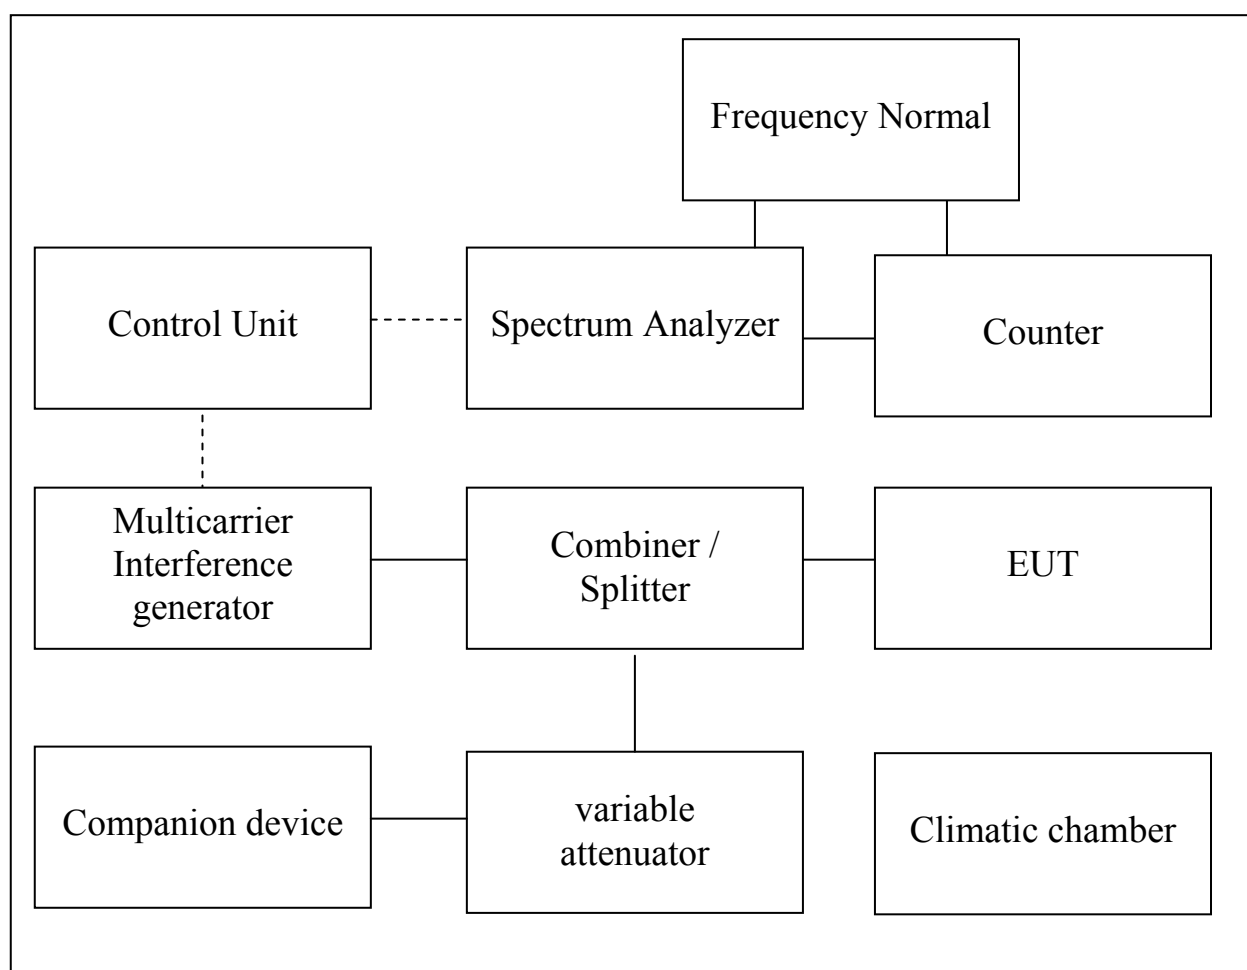 Frequency Normal
Control Unit
Spectrum Analyzer
Counter
Multicarrier
Interference
generator
Combiner /
Splitter
EUT
Companion device
variable
attenuator
Climatic chamber